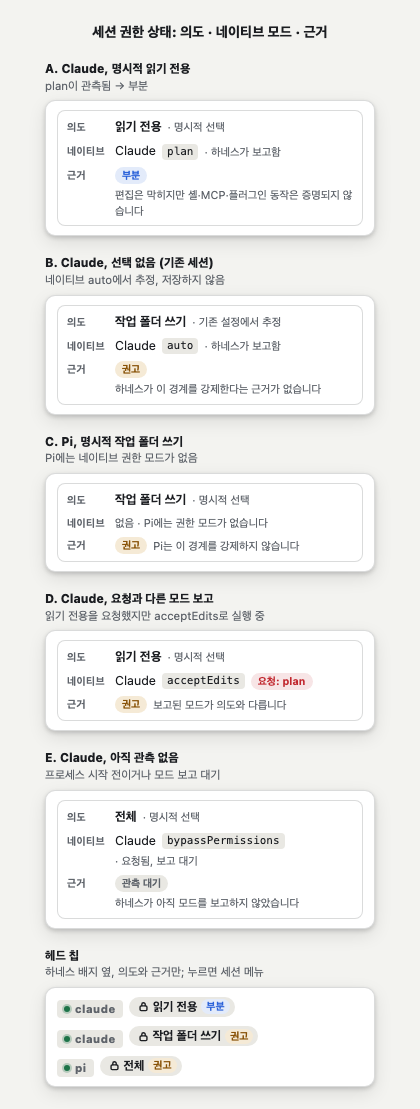 세션 권한 상태: 의도 · 네이티브 모드 · 근거
A. Claude, 명시적 읽기 전용
plan이 관측됨 → 부분
의도 읽기 전용 · 명시적 선택
네이티브 Claude plan · 하네스가 보고함
근거 부분
편집은 막히지만 셸·MCP·플러그인 동작은 증명되지 않
습니다
B. Claude, 선택 없음 (기존 세션)
네이티브 auto에서 추정, 저장하지 않음
의도 작업 폴더 쓰기 · 기존 설정에서 추정
네이티브 Claude auto · 하네스가 보고함
근거 권고
하네스가 이 경계를 강제한다는 근거가 없습니다
C. Pi, 명시적 작업 폴더 쓰기
Pi에는 네이티브 권한 모드가 없음
의도 작업 폴더 쓰기 · 명시적 선택
네이티브 없음 · Pi에는 권한 모드가 없습니다
근거 권고 Pi는 이 경계를 강제하지 않습니다
D. Claude, 요청과 다른 모드 보고
읽기 전용을 요청했지만 acceptEdits로 실행 중
의도 읽기 전용 · 명시적 선택
네이티브 Claude acceptEdits 요청: plan
근거 권고 보고된 모드가 의도와 다릅니다
E. Claude, 아직 관측 없음
프로세스 시작 전이거나 모드 보고 대기
의도 전체 · 명시적 선택
네이티브 Claude bypassPermissions
· 요청됨, 보고 대기
근거 관측 대기
하네스가 아직 모드를 보고하지 않았습니다
헤드 칩
하네스 배지 옆, 의도와 근거만; 누르면 세션 메뉴
claude 읽기 전용 부분
claude 작업 폴더 쓰기 권고
pi 전체 권고